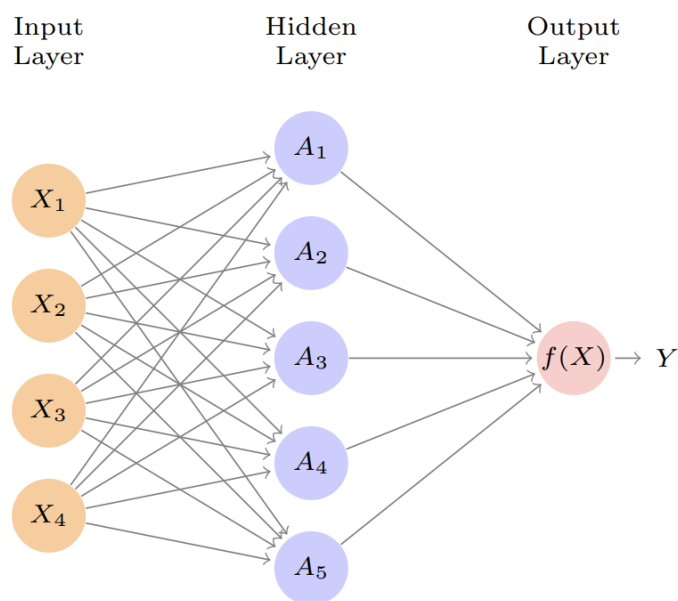 Input
Layer
Hidden
Layer
Output
Layer
X₁
X₂
X₃
X₄
A₁
A₂
A₃
A₄
A₅
f(X)
Y